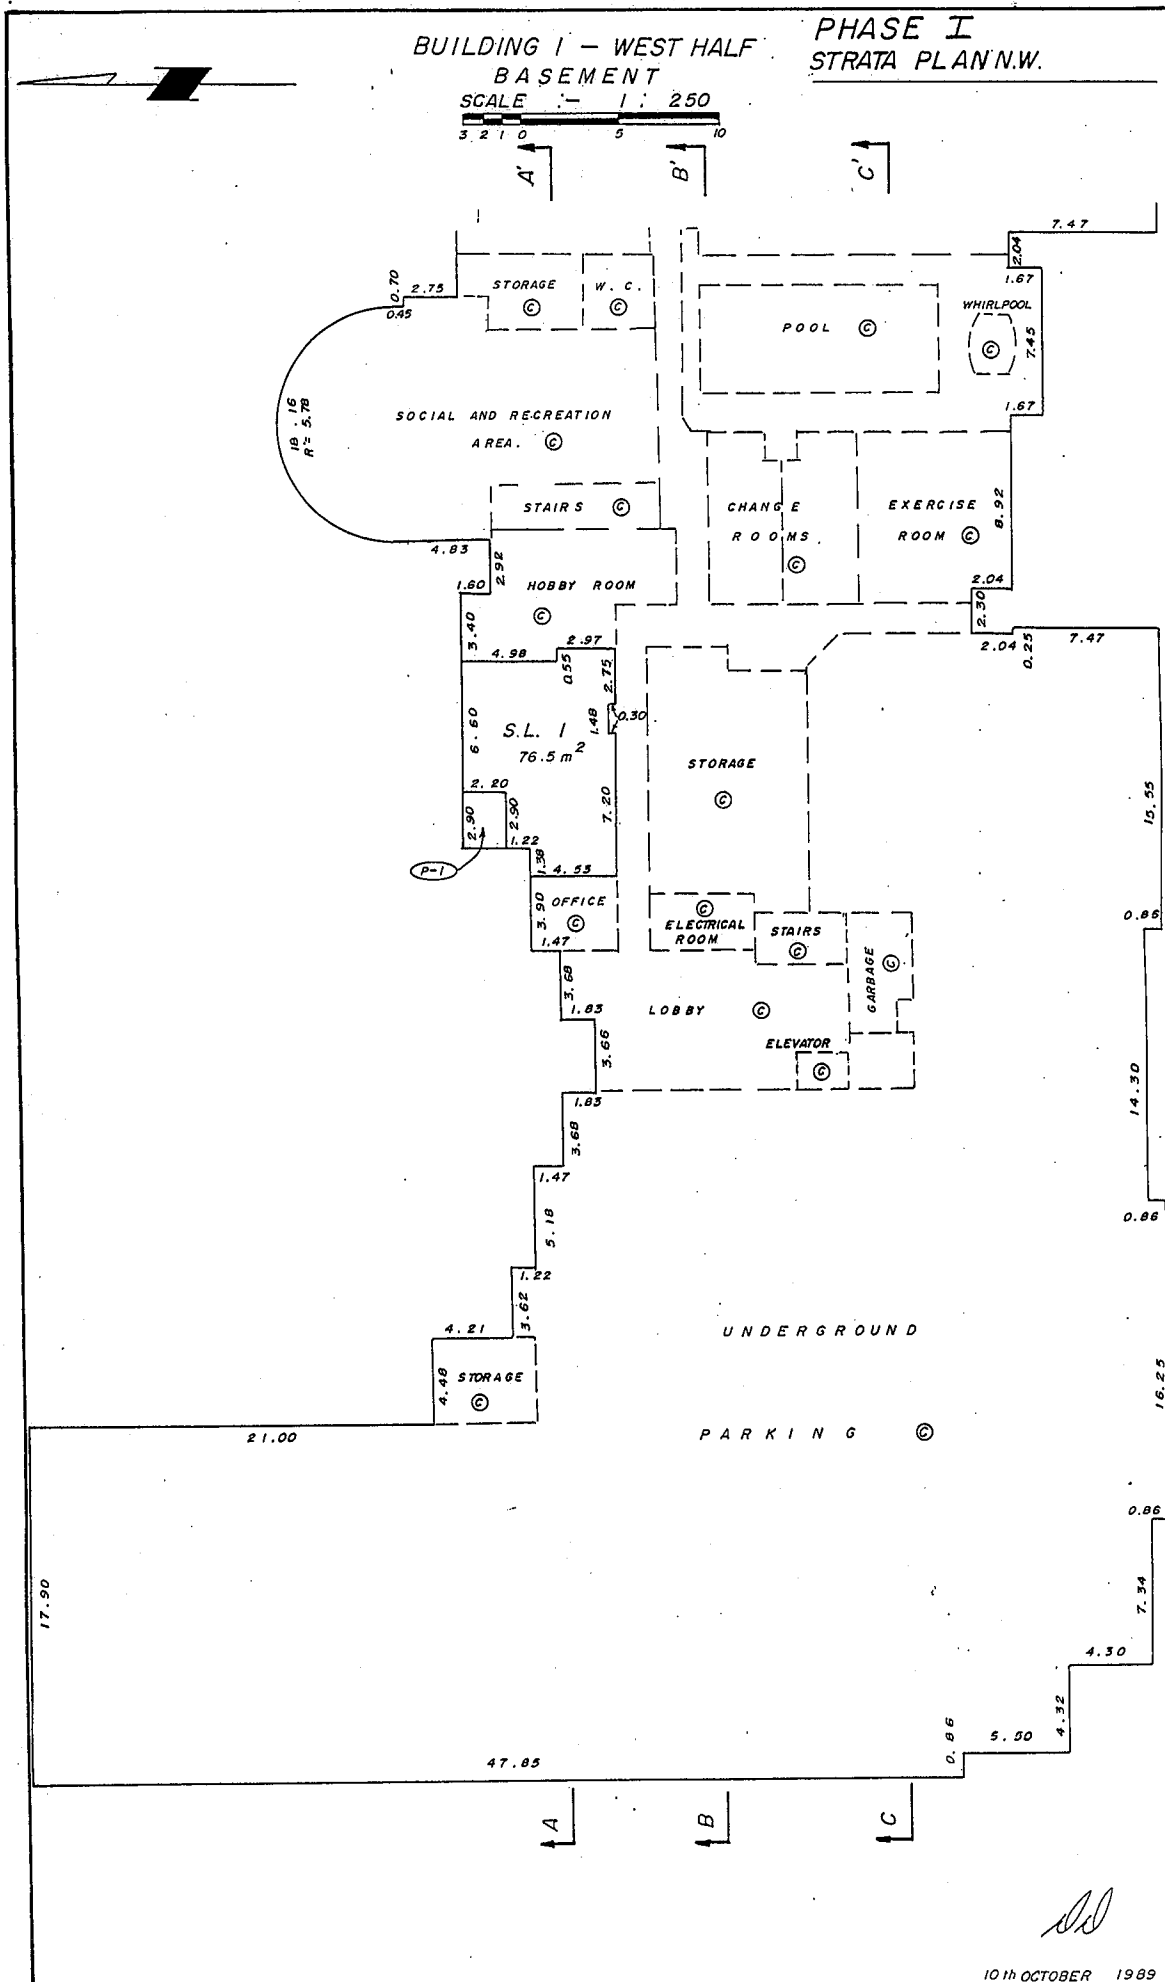 PHASE I
BUILDING 1 – WEST HALF
STRATA PLAN N.W.
BASEMENT
SCALE :– 1 : 250
3 2 1 0 5 10
A' B' C'
7.47
2.04
0.70
2.75
0.45
STORAGE
©
W. C.
©
1.67
WHIRLPOOL
©
POOL ©
7.45
1.67
18.16
R= 5.78
SOCIAL AND RECREATION
AREA. ©
STAIRS ©
CHANGE
ROOMS.
©
EXERCISE
ROOM ©
8.92
4.83
2.92
1.60
HOBBY ROOM
©
2.04
2.30
3.40
2.97
4.98
0.55
2.75
2.04
0.25
7.47
S.L. 1
76.5 m2
1.48
0.30
6.60
STORAGE
©
2.20
2.90
2.90
7.20
15.55
1.22
P-1
1.38
4.53
3.90
OFFICE
©
1.47
©
ELECTRICAL
ROOM
STAIRS
©
GARBAGE
©
0.86
3.68
LOBBY ©
1.83
3.66
ELEVATOR
©
14.30
1.83
3.68
1.47
5.18
0.86
1.22
3.62
4.21
UNDERGROUND
4.48
STORAGE
©
16.25
21.00
PARKING ©
0.86
17.90
7.34
4.30
4.32
0.86
5.50
47.85
A B C
10th OCTOBER 1989